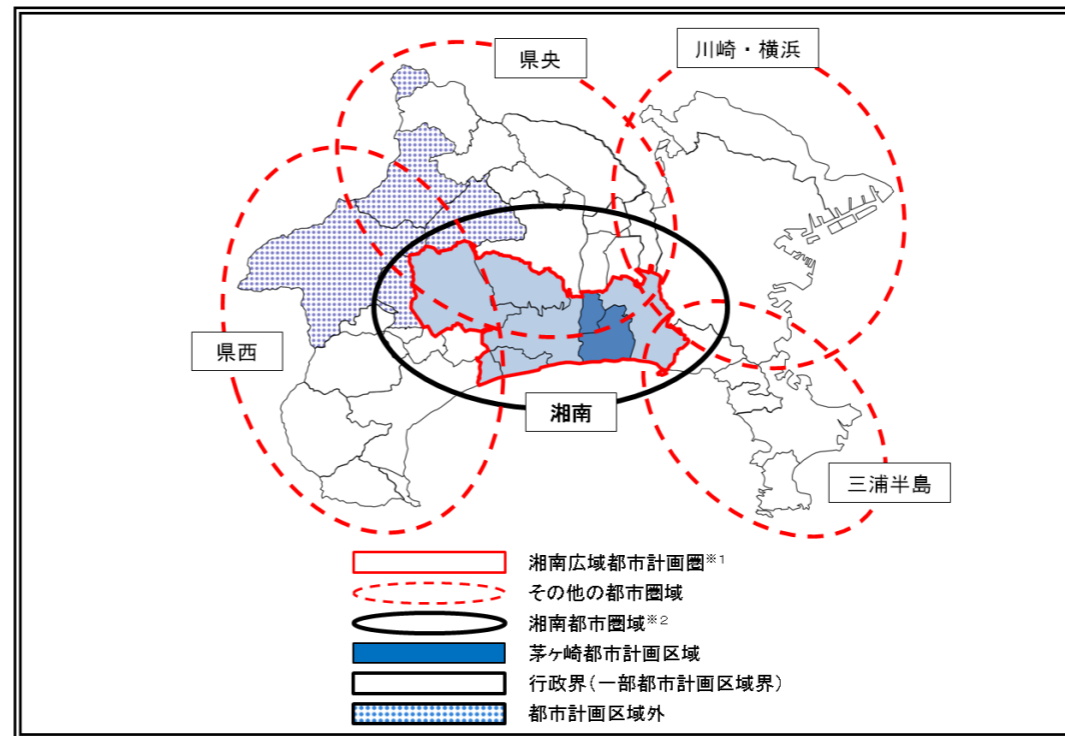 県央
川崎・横浜
県西
湘南
三浦半島
湘南広域都市計画圏※1
その他の都市圏域
湘南都市圏域※2
茅ヶ崎都市計画区域
行政界(一部都市計画区域界)
都市計画区域外